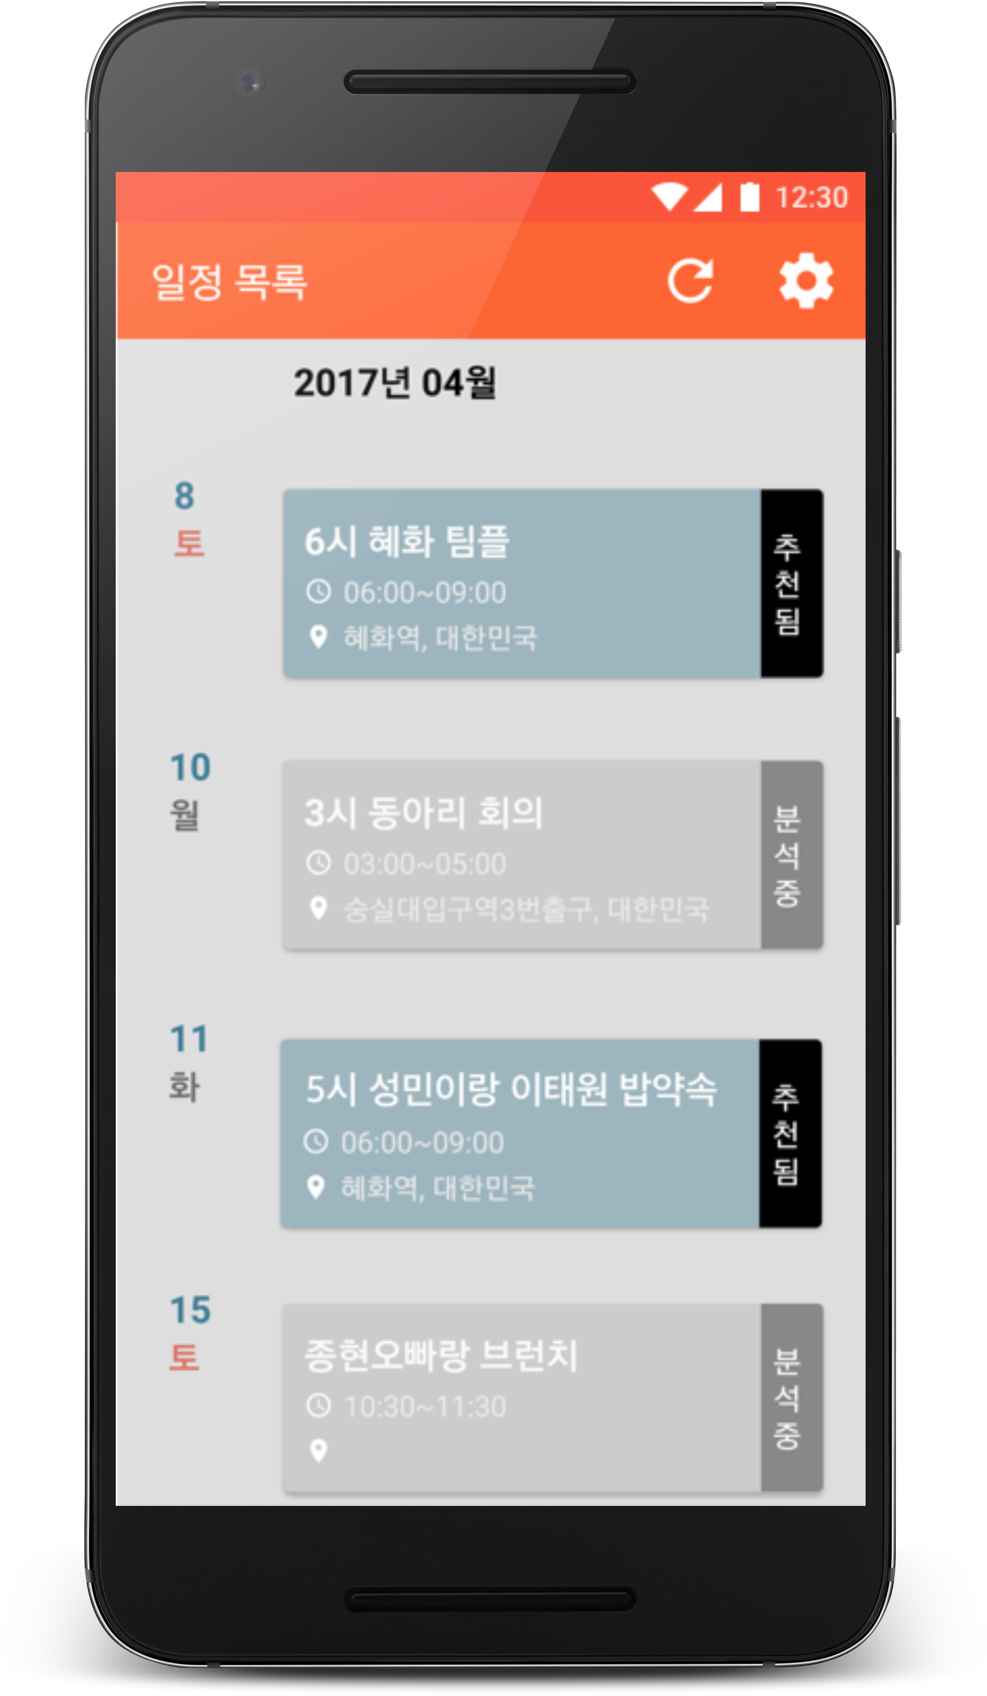 12:30
일정 목록
2017년 04월
8
토
6시 혜화 팀플
06:00~09:00
혜화역, 대한민국
추천됨
10
월
3시 동아리 회의
03:00~05:00
숭실대입구역3번출구, 대한민국
분석중
11
화
5시 성민이랑 이태원 밥약속
06:00~09:00
혜화역, 대한민국
추천됨
15
토
종현오빠랑 브런치
10:30~11:30
분석중